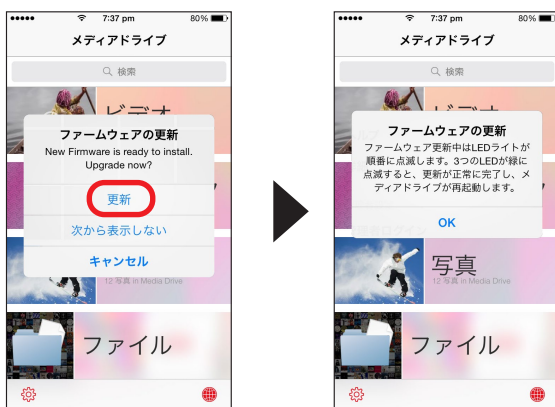 7:37 pm
80%
メディアドライブ
検索
ビデオ
ファームウェアの更新
New Firmware is ready to install.
Upgrade now?
更新
次から表示しない
キャンセル
12 写真 in Media Drive
ファイル
7:37 pm
80%
メディアドライブ
検索
ビデオ
ファームウェアの更新
ファームウェア更新中はLEDライトが
順番に点滅します。3つのLEDが緑に
点滅すると、更新が正常に完了し、メ
ディアドライブが再起動します。
OK
写真
12 写真 in Media Drive
ファイル